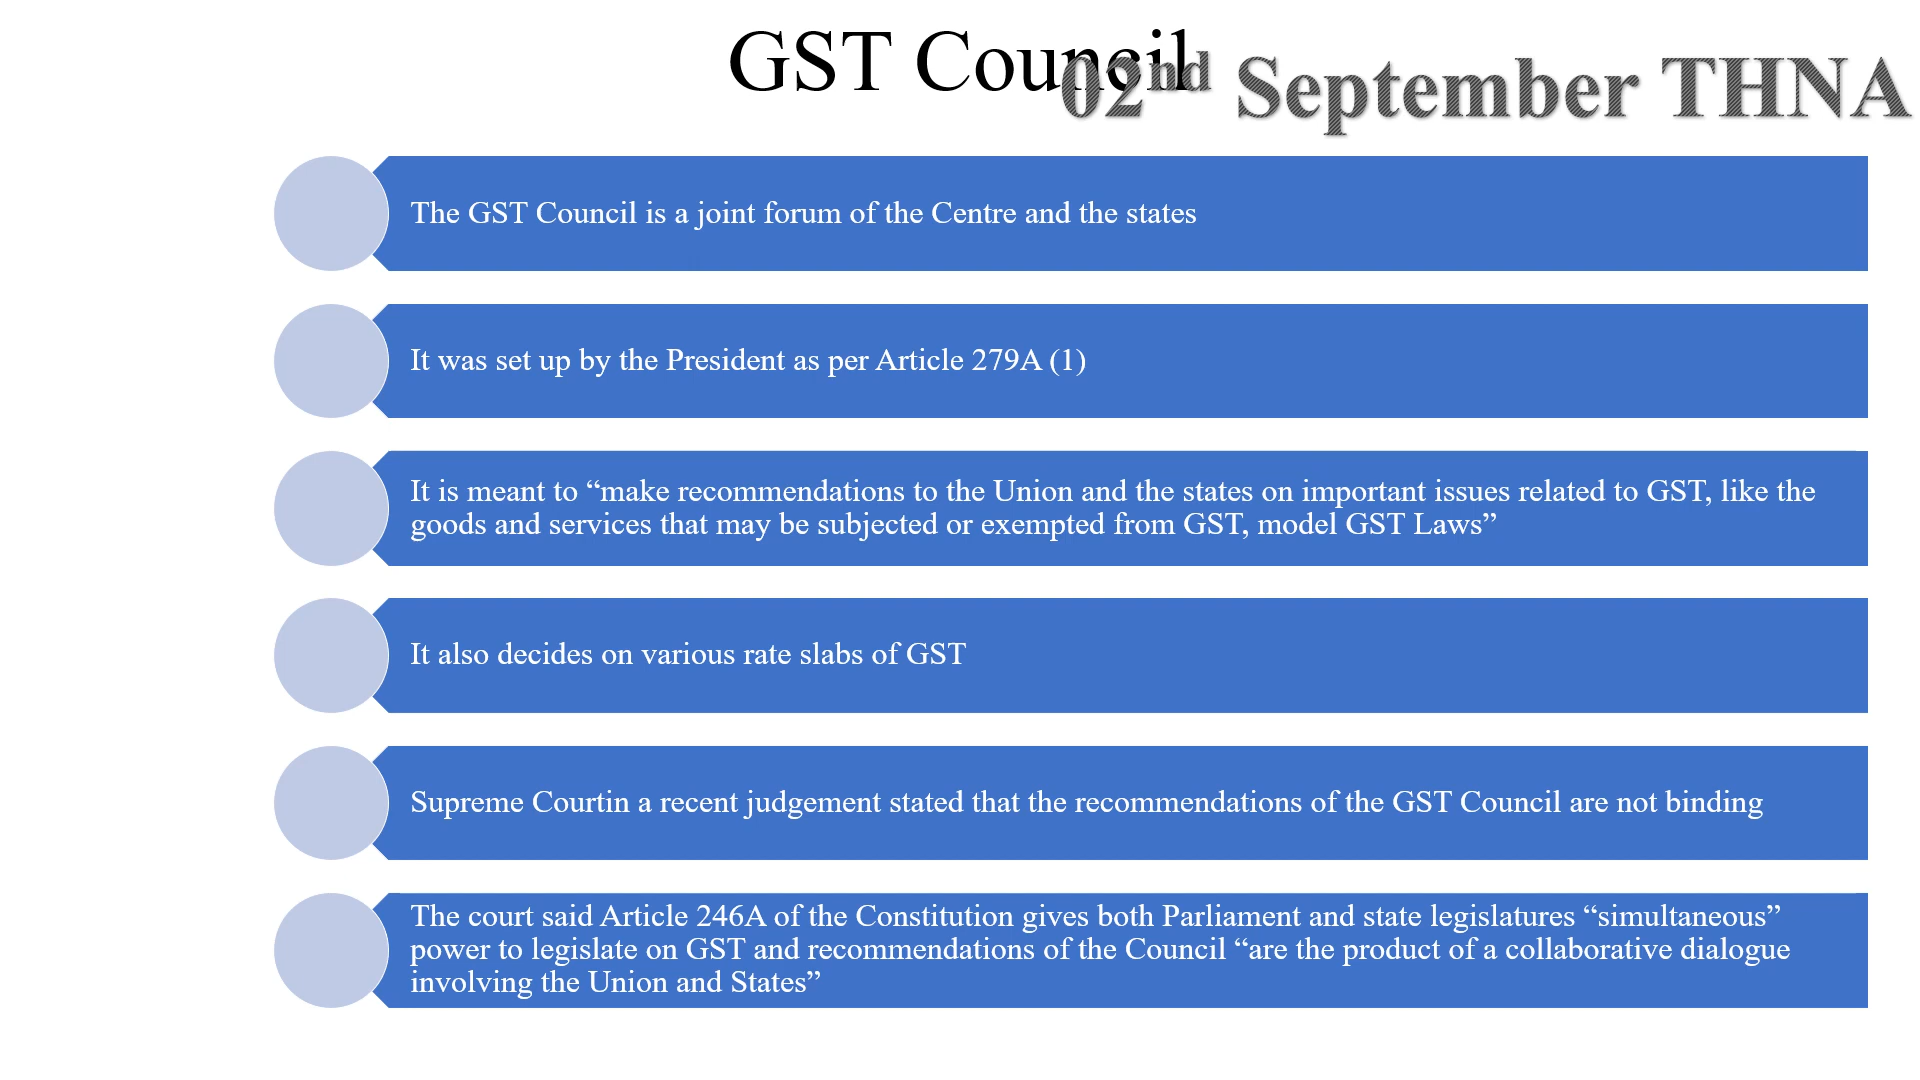 GST Council
02nd September THNA
The GST Council is a joint forum of the Centre and the states
It was set up by the President as per Article 279A (1)
It is meant to “make recommendations to the Union and the states on important issues related to GST, like the
goods and services that may be subjected or exempted from GST, model GST Laws”
It also decides on various rate slabs of GST
Supreme Courtin a recent judgement stated that the recommendations of the GST Council are not binding
The court said Article 246A of the Constitution gives both Parliament and state legislatures “simultaneous”
power to legislate on GST and recommendations of the Council “are the product of a collaborative dialogue
involving the Union and States”